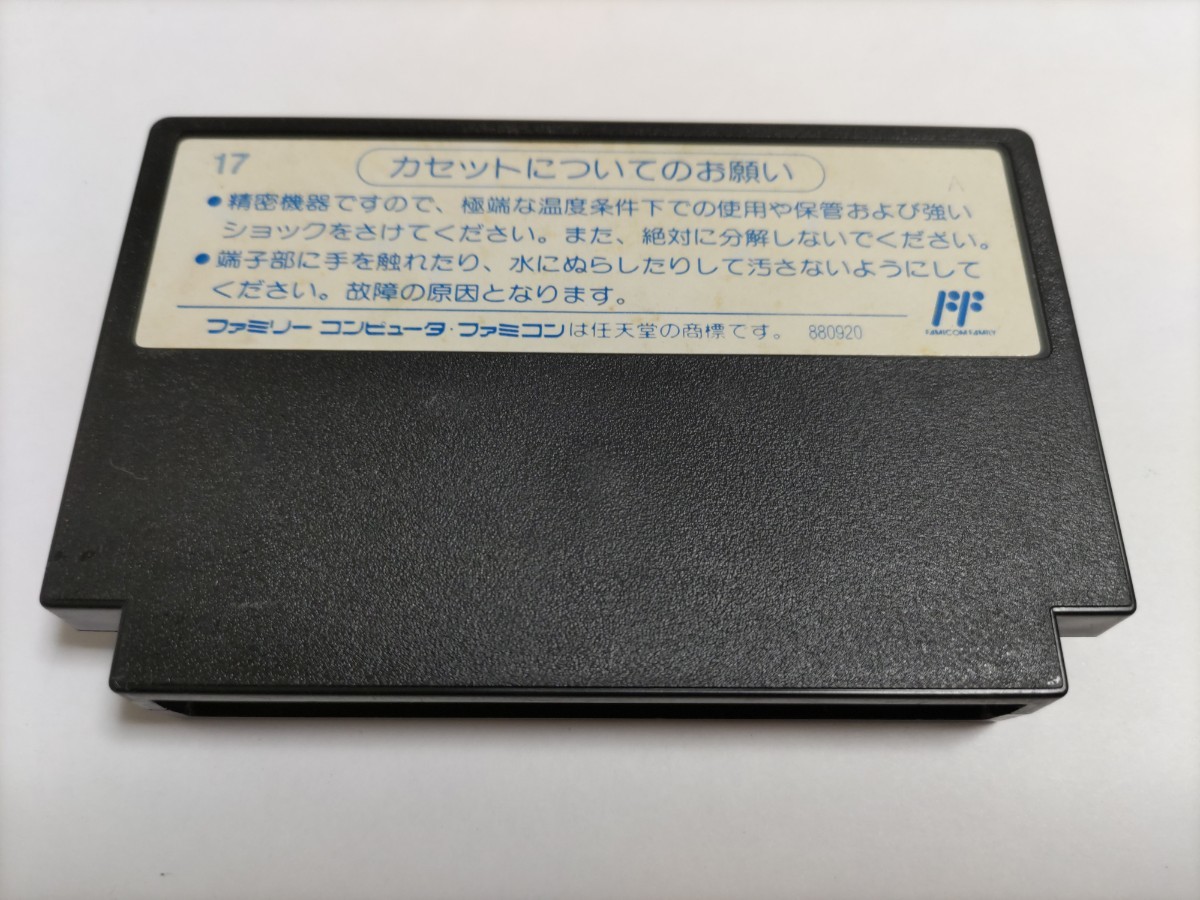 17
カセットについてのお願い
●精密機器ですので、極端な温度条件下での使用や保管および強い
ショックをさけてください。また、絶対に分解しないでください。
●端子部に手を触れたり、水にぬらしたりして汚さないようにして
ください。故障の原因となります。
FF
FAMICOM FAMILY
ファミリー コンピュータ・ファミコンは任天堂の商標です。 880920